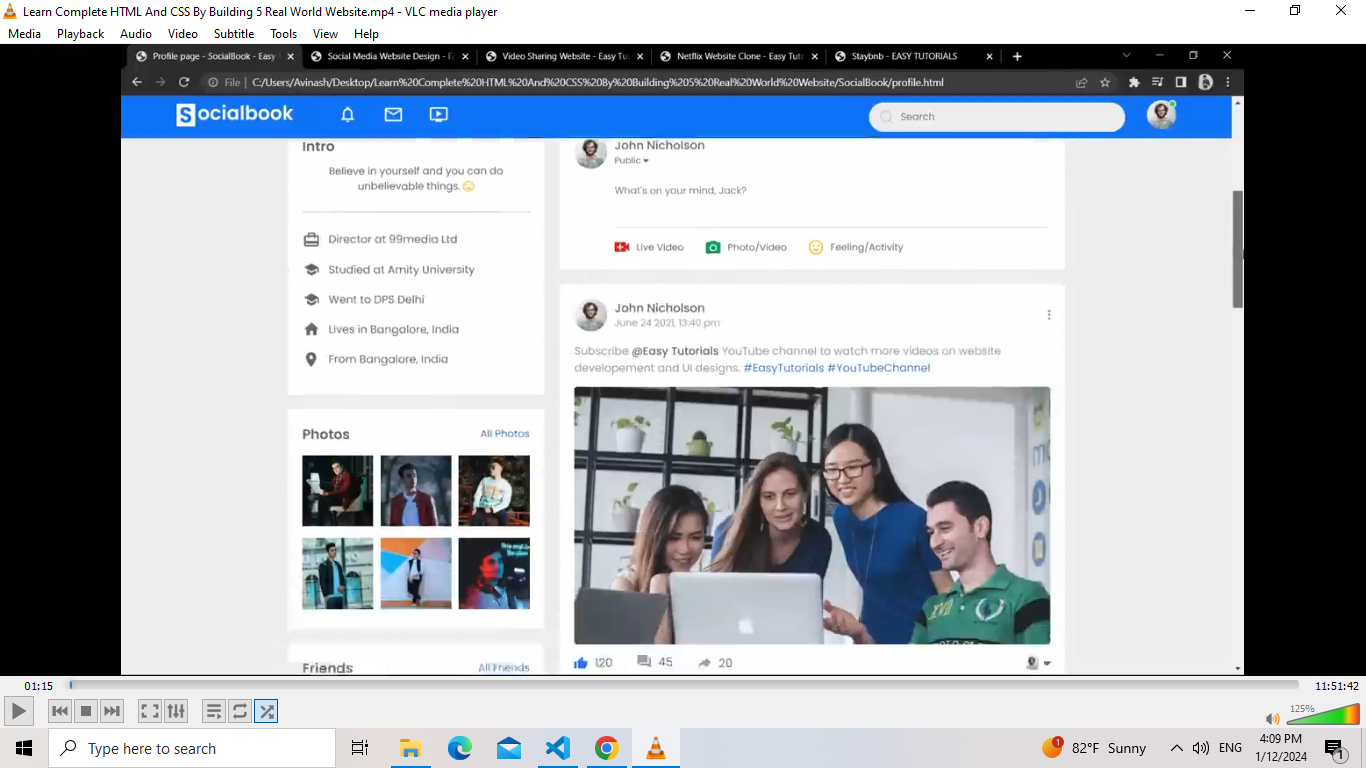 Learn Complete HTML And CSS By Building 5 Real World Website.mp4 - VLC media player
Media Playback Audio Video Subtitle Tools View Help
Profile page - SocialBook - Easy Social Media Website Design - E Video Sharing Website - Easy Tu Netflix Website Clone - Easy Tut Staybnb - EASY TUTORIALS
File C:/Users/Avinash/Desktop/Learn%20Complete%20HTML%20And%20CSS%20By%20Building%205%20Real%20World%20Website/SocialBook/profile.html
Socialbook Search
Intro
Believe in yourself and you can do
unbelievable things.
Director at 99media Ltd
Studied at Amity University
Went to DPS Delhi
Lives in Bangalore, India
From Bangalore, India
Photos All Photos
Friends All Friends
John Nicholson
Public
What's on your mind, Jack?
Live Video Photo/Video Feeling/Activity
John Nicholson
June 24 2021, 13:40 pm
Subscribe @Easy Tutorials YouTube channel to watch more videos on website
developement and UI designs. #EasyTutorials #YouTubeChannel
120 45 20
01:15 11:51:42
125%
Type here to search
1 82°F Sunny ENG
4:09 PM
1/12/2024
1